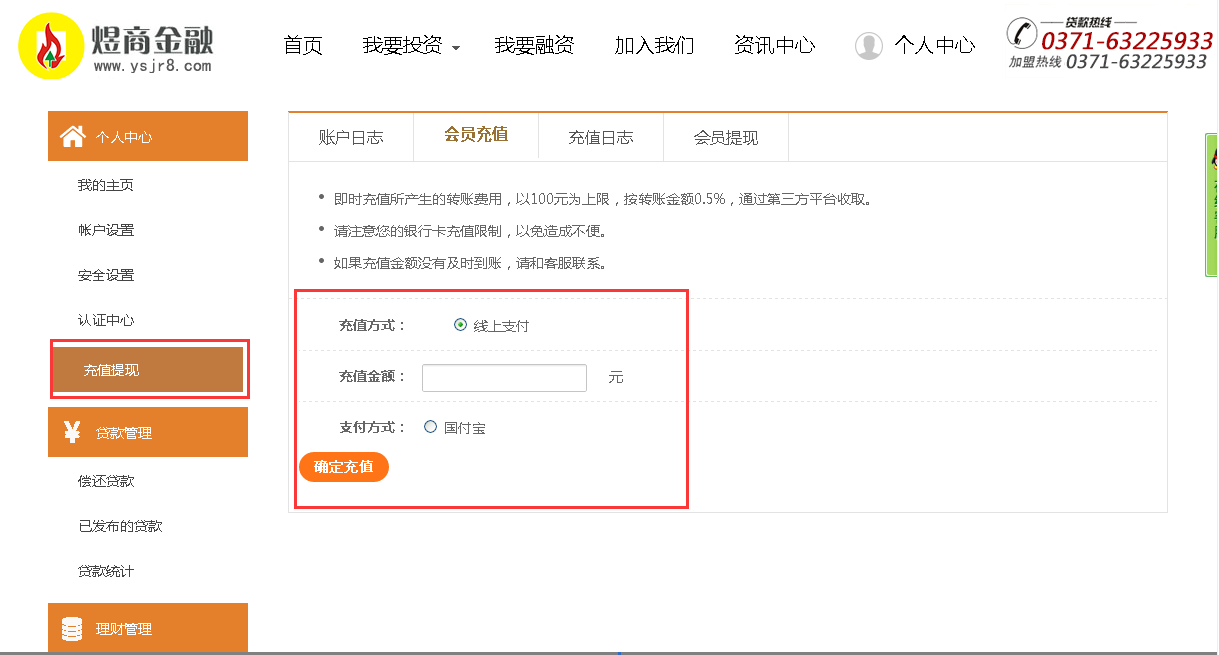 煜商金融
www.ysjr8.com
首页 我要投资 我要融资 加入我们 资讯中心 个人中心
贷款热线
0371-63225933
加盟热线 0371-63225933
个人中心
我的主页
帐户设置
安全设置
认证中心
充值提现
贷款管理
偿还贷款
已发布的贷款
贷款统计
理财管理
账户日志 会员充值 充值日志 会员提现
即时充值所产生的转账费用，以100元为上限，按转账金额0.5%，通过第三方平台收取。
请注意您的银行卡充值限制，以免造成不便。
如果充值金额没有及时到账，请和客服联系。
充值方式： 线上支付
充值金额： 元
支付方式： 国付宝
确定充值